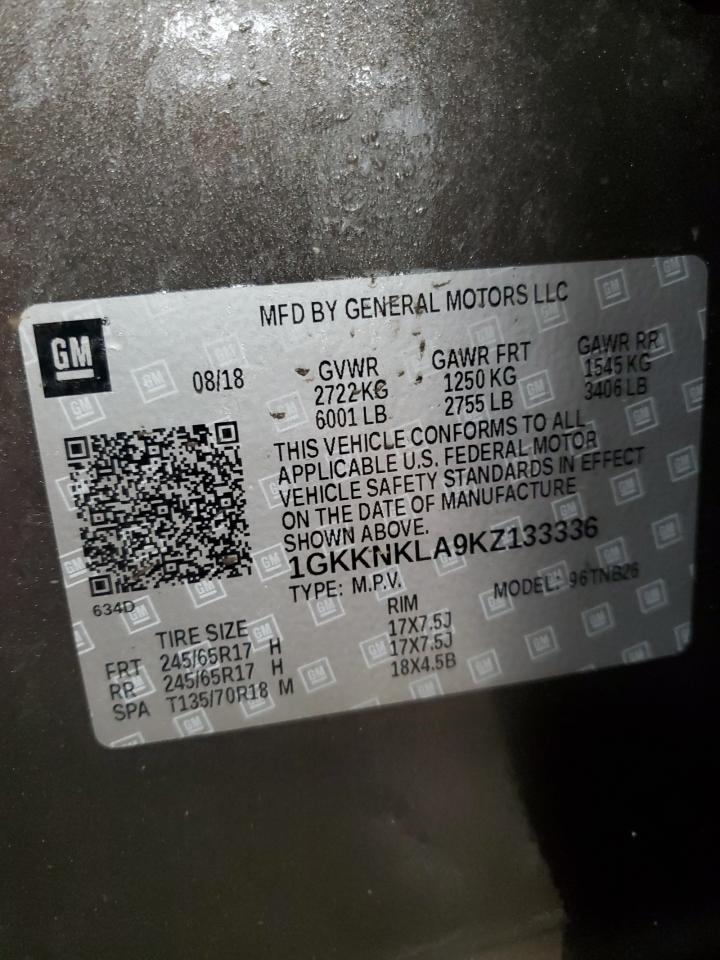 MFD BY GENERAL MOTORS LLC
GM
08/18
GVWR GAWR FRT GAWR RR
2722 KG 1250 KG 1545 KG
6001 LB 2755 LB 3406 LB
THIS VEHICLE CONFORMS TO ALL
APPLICABLE U.S. FEDERAL MOTOR
VEHICLE SAFETY STANDARDS IN EFFECT
ON THE DATE OF MANUFACTURE
SHOWN ABOVE.
1GKKNKLA9KZ133336
TYPE: M.P.V. MODEL: 96TNB26
634D
TIRE SIZE RIM
FRT 245/65R17 H 17X7.5J
RR 245/65R17 H 17X7.5J
SPA T135/70R18 M 18X4.5B